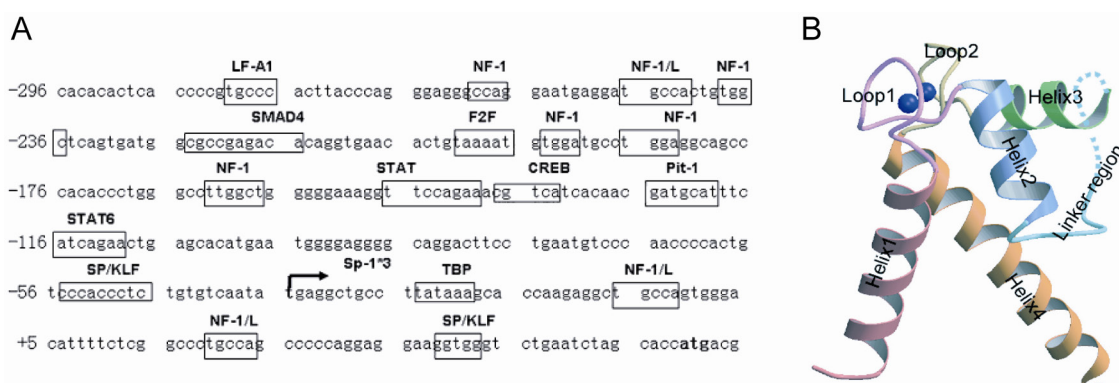 A
LF-A1 NF-1 NF-1/L NF-1
-296 cacacactca ccccgtgccc acttacccag ggagggccag gaatgaggat gccactgtgg
SMAD4 F2F NF-1 NF-1
-236 ctcagtgatg gcgccgagac acaggtgaac actgtaaaat gtggatgcct ggaggcagcc
NF-1 STAT CREB Pit-1
-176 cacaccctgg gccttggctg gggggaaggt tccagaaacg tcatcacaac gatgcatttc
STAT6
-116 atcagaactg agcacatgaa tggggagggg caggacttcc tgaatgtccc aacccccactg
SP/KLF Sp-1*3 TBP NF-1/L
-56 tcccaccctc tgtgtcaata tgaggctgcc ttataaagca ccaagaggct gccagtggga
NF-1/L SP/KLF
+5 cattttctcgg gccctgccag cccccaggag gaaggtgggt ctgaatctag caccatgacg
B
Loop2
Loop1
Helix3
Helix2
Linker region
Helix1
Helix4